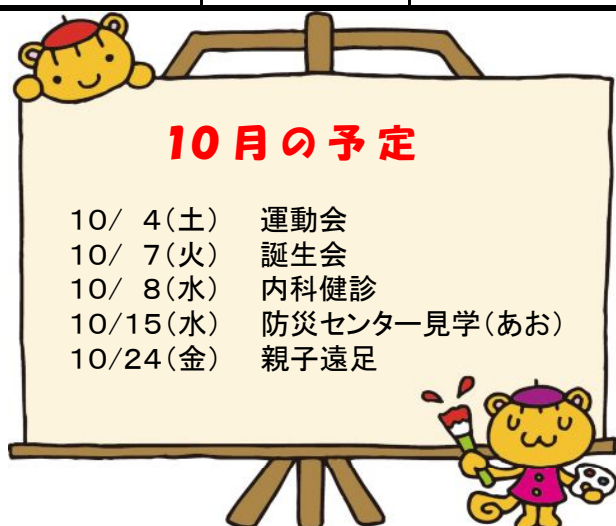 10月の予定
10/ 4(土) 運動会
10/ 7(火) 誕生会
10/ 8(水) 内科健診
10/15(水) 防災センター見学(あお)
10/24(金) 親子遠足